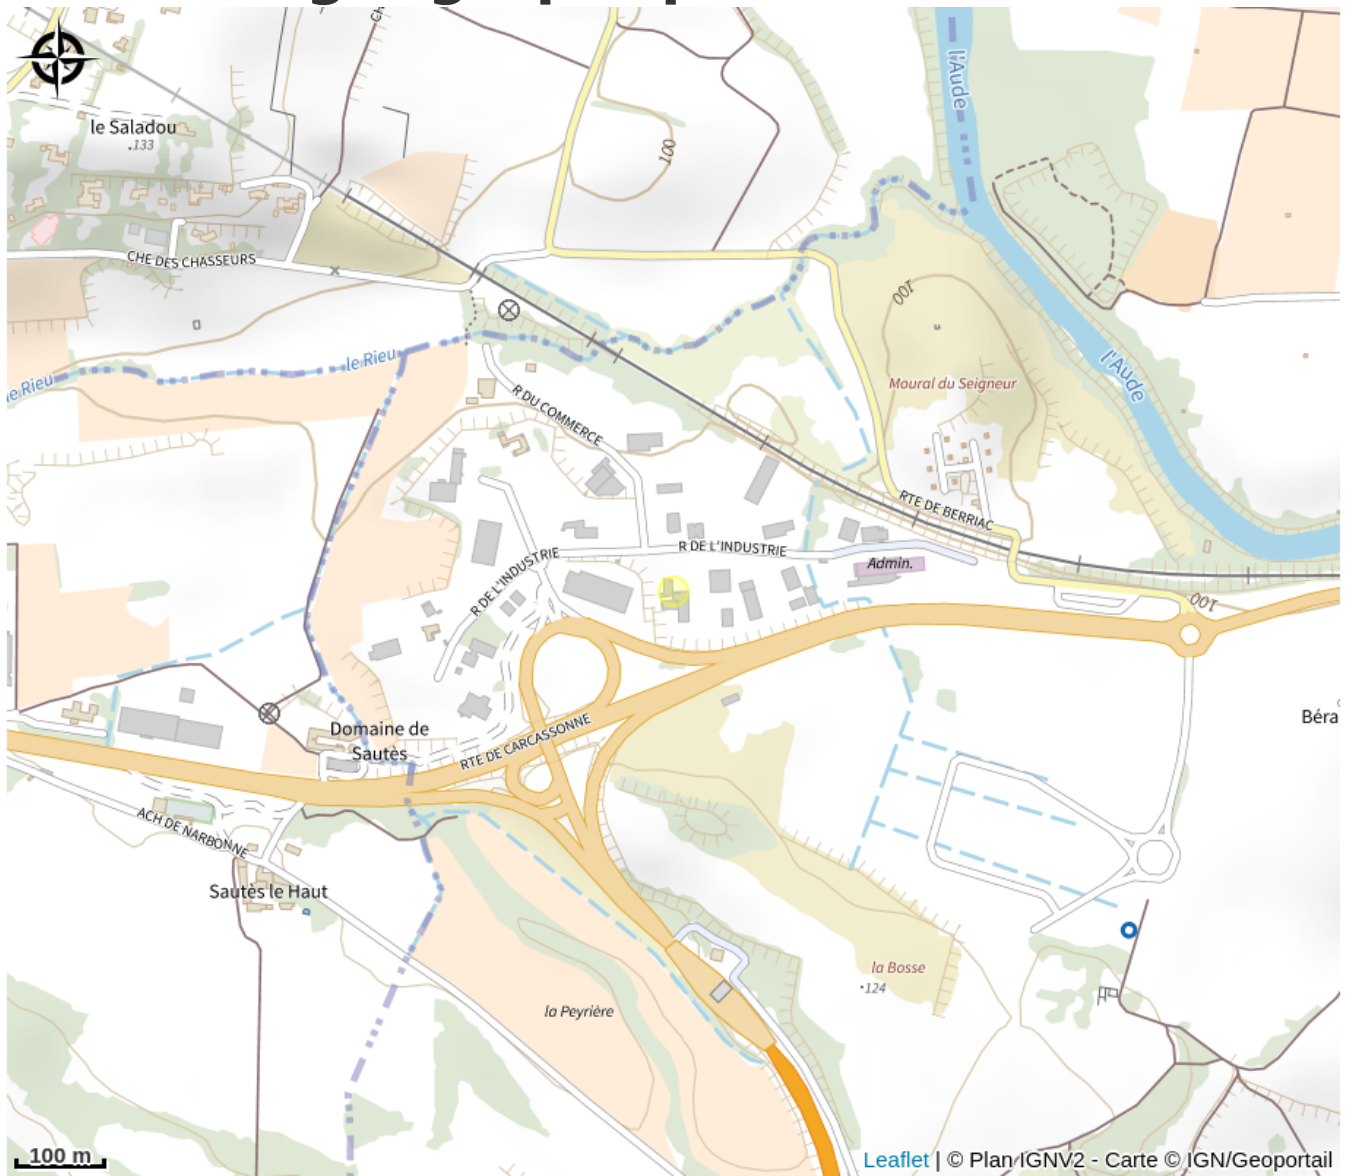 l'Aude
100
le Saladou
133
CHE DES CHASSEURS
100
le Rieu
e Rieu
l'Aude
Moural du Seigneur
R DU COMMERCE
RTE DE BERRIAC
R DE L'INDUSTRIE
R DE L'INDUSTRIE
Admin.
100
Béra
Domaine de
Sautès
RTE DE CARCASSONNE
ACH DE NARBONNE
Sautès le Haut
la Bosse
124
la Peyrière
100 m
Leaflet | © Plan IGNV2 - Carte © IGN/Geoportail